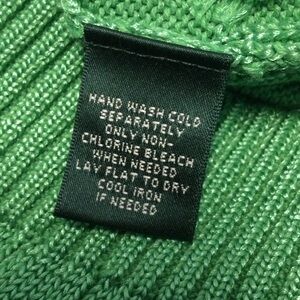 HAND WASH COLD
SEPARATELY
ONLY NON-
CHLORINE BLEACH
WHEN NEEDED
LAY FLAT TO DRY
COOL IRON
IF NEEDED